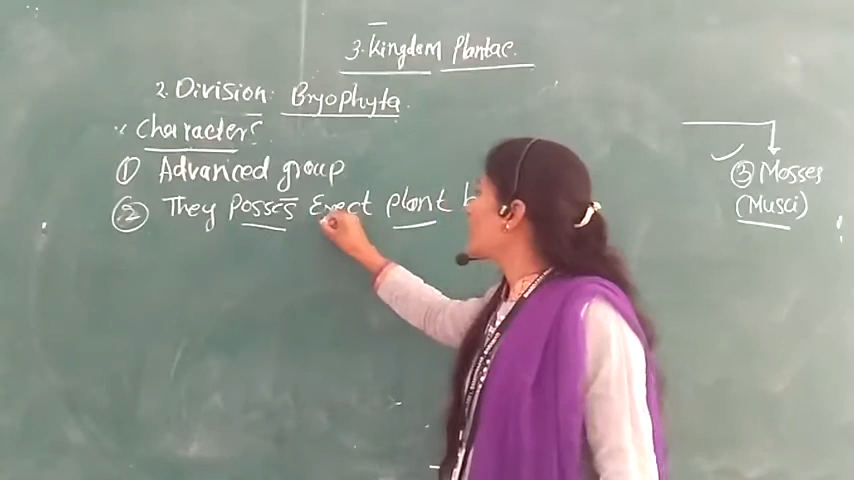 3. Kingdom Plantae.
2. Division: Bryophyta.
Characters
① Advanced group
② They Posses Erect plant b
③ Mosses
(Musci)